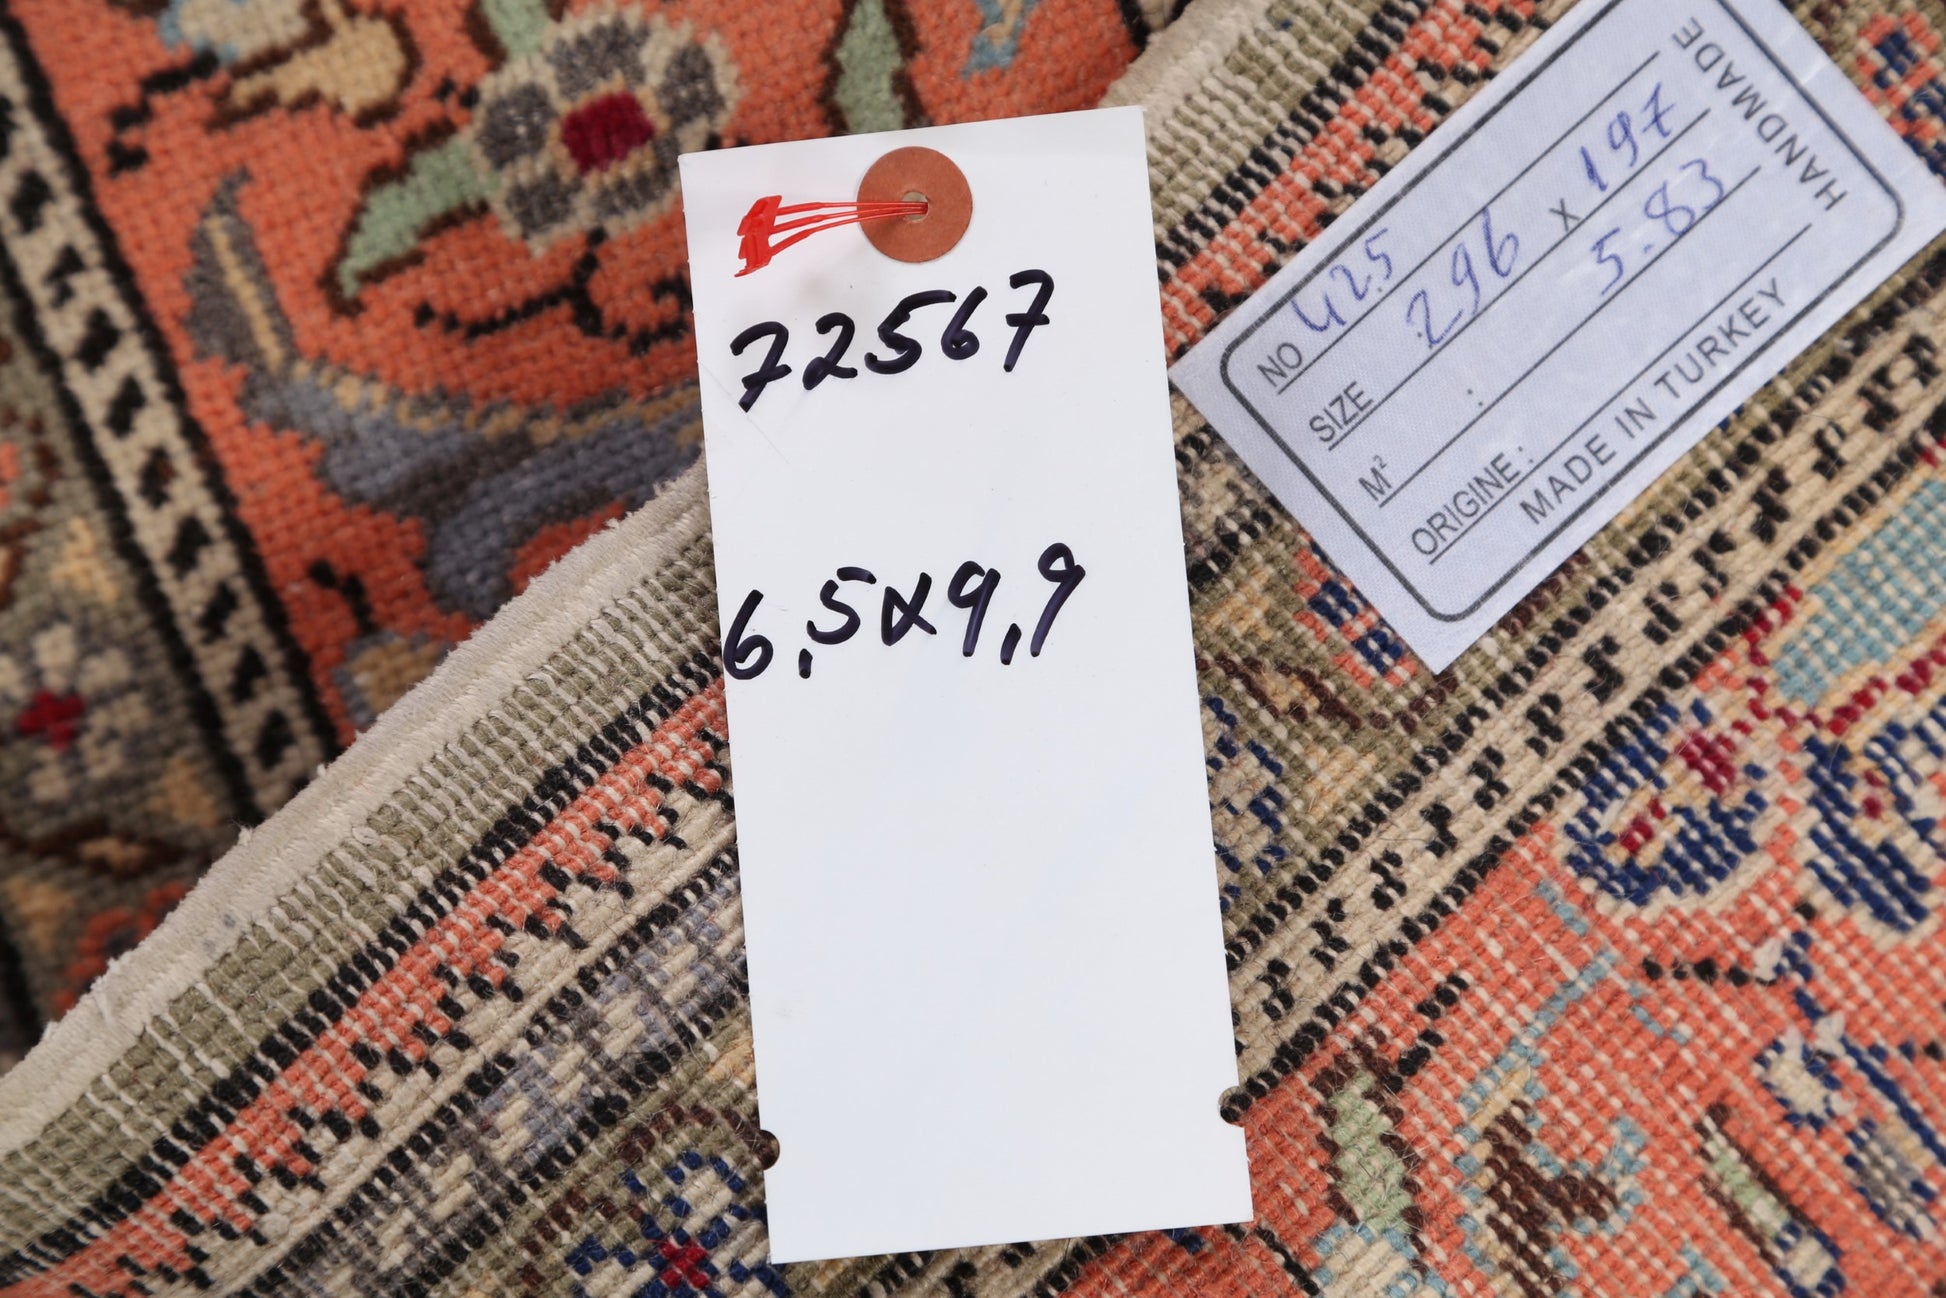 72567
6,5x9,9
HANDMADE
NO 425
SIZE 296 x 197
M² : 5.83
ORIGINE :
MADE IN TURKEY